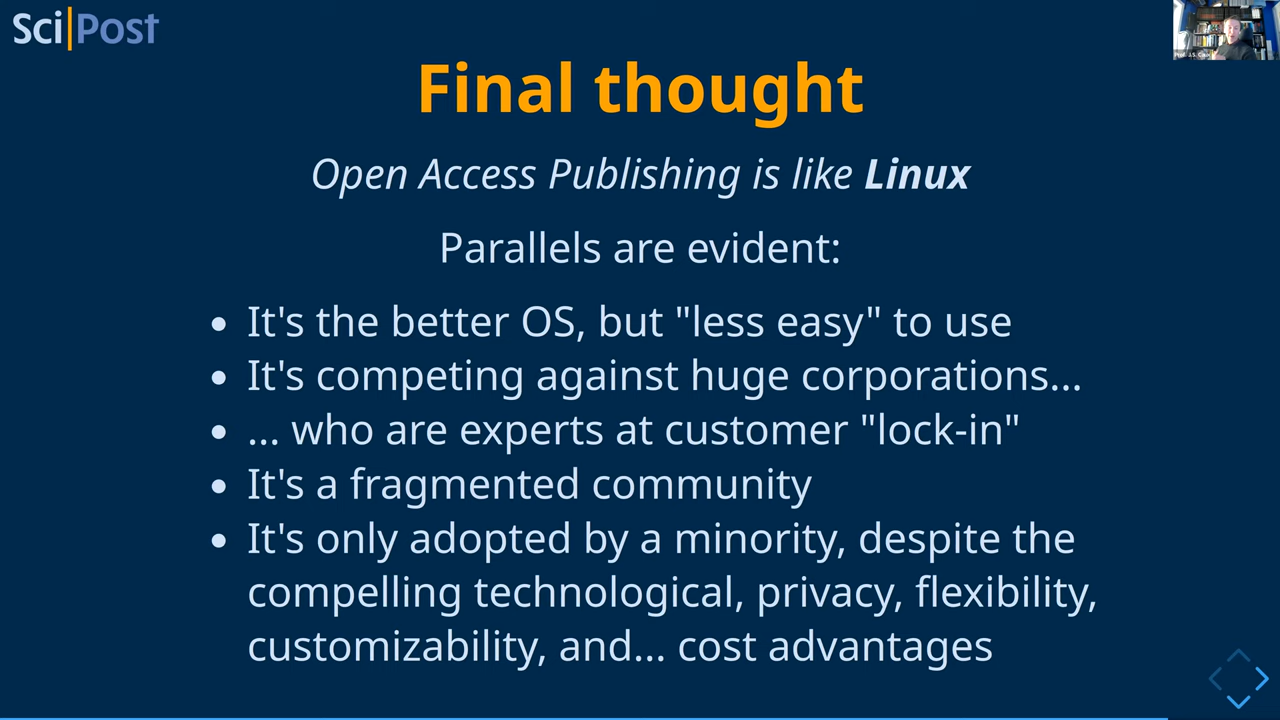 Sci|Post
Final thought
Open Access Publishing is like Linux
Parallels are evident:
• It's the better OS, but "less easy" to use
• It's competing against huge corporations...
• ... who are experts at customer "lock-in"
• It's a fragmented community
• It's only adopted by a minority, despite the
compelling technological, privacy, flexibility,
customizability, and... cost advantages